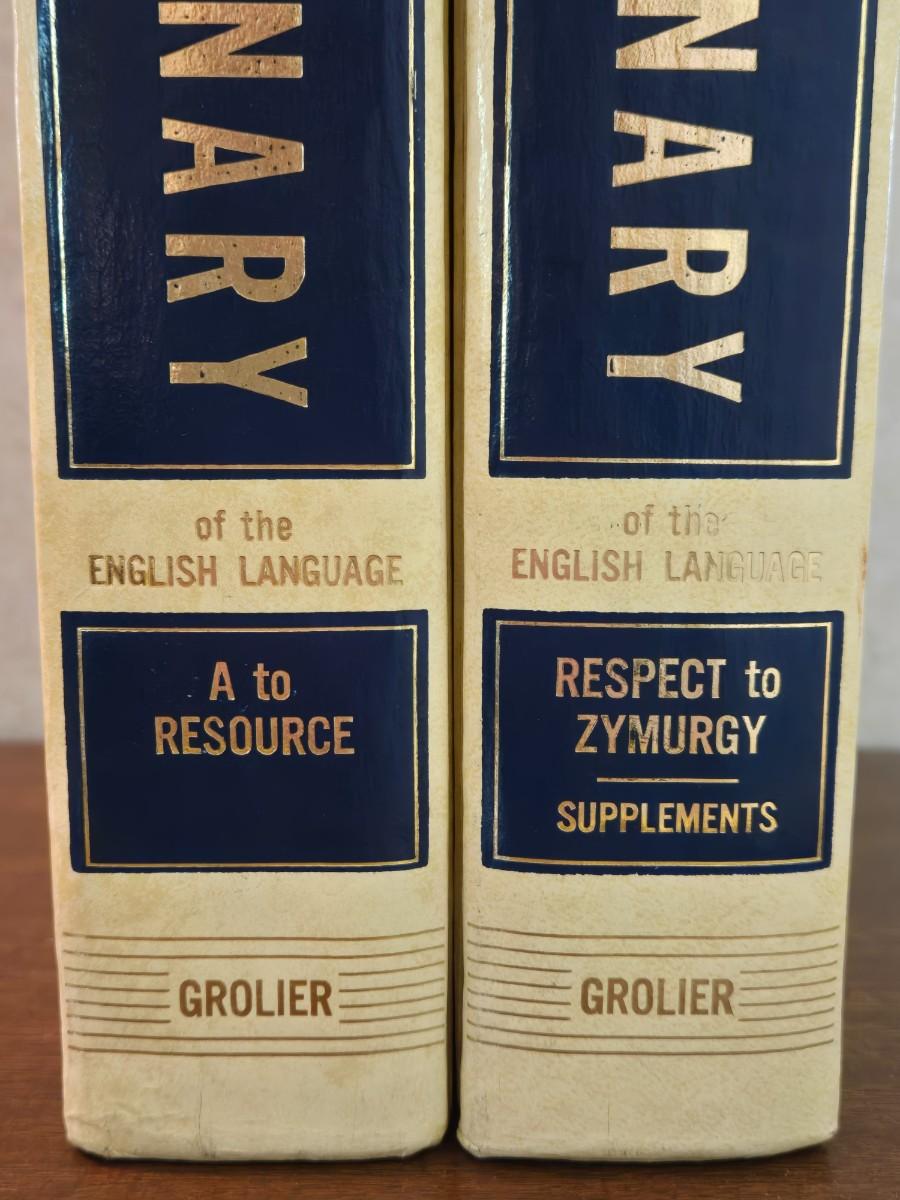 NARY
of the
ENGLISH LANGUAGE
A to
RESOURCE
GROLIER
NARY
of the
ENGLISH LANGUAGE
RESPECT to
ZYMURGY
SUPPLEMENTS
GROLIER